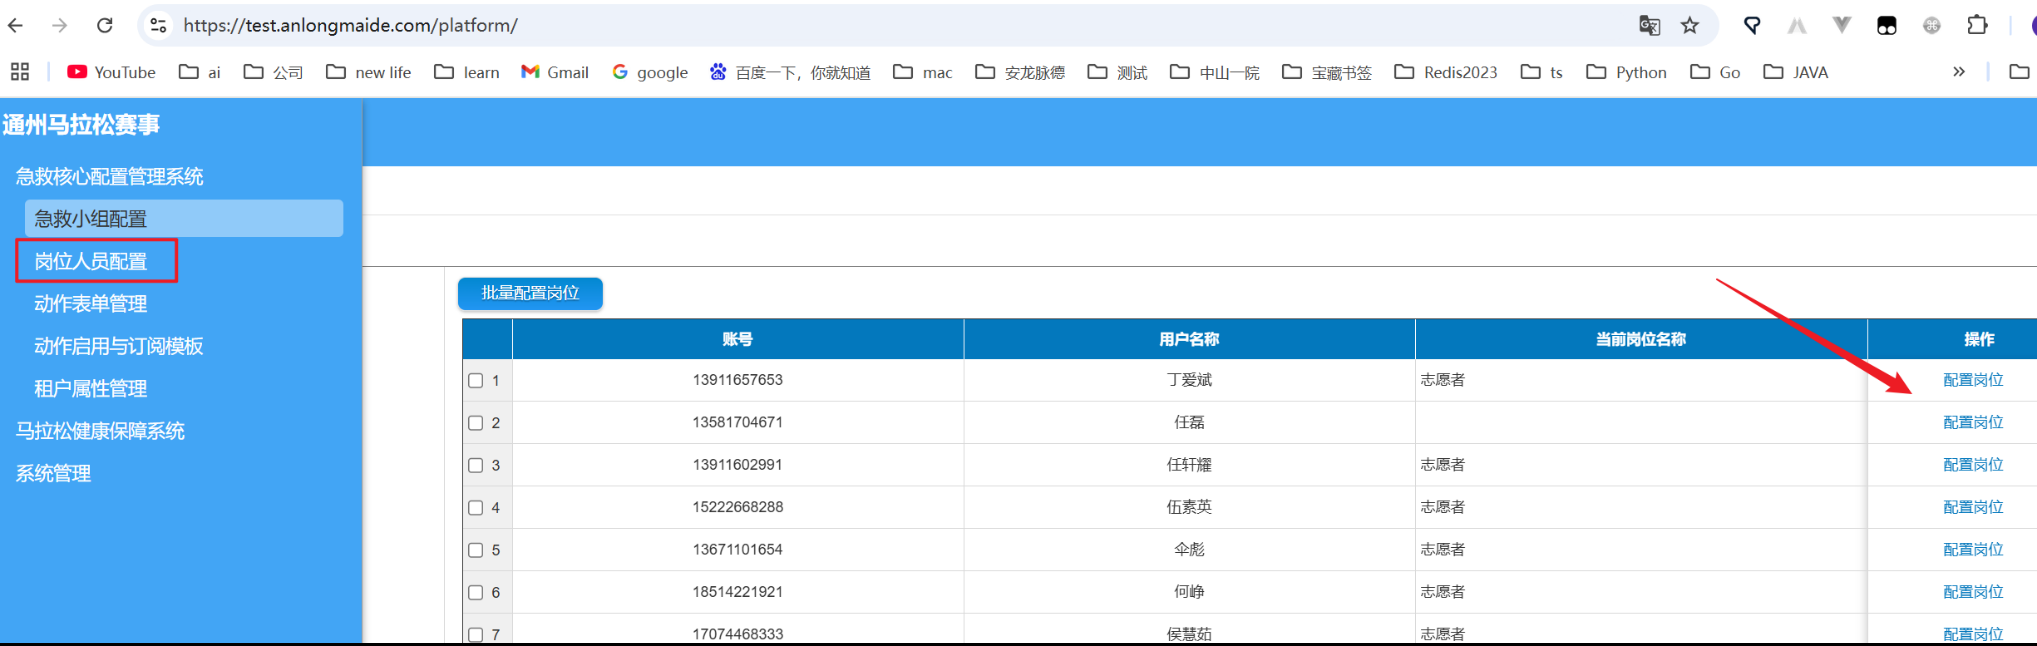 https://test.anlongmaide.com/platform/
YouTube ai 公司 new life learn Gmail google 百度一下，你就知道 mac 安龙脉德 测试 中山一院 宝藏书签 Redis2023 ts Python Go JAVA
通州马拉松赛事
急救核心配置管理系统
急救小组配置
岗位人员配置
动作表单管理
动作启用与订阅模板
租户属性管理
马拉松健康保障系统
系统管理
批量配置岗位
账号 用户名称 当前岗位名称 操作
1 13911657653 丁爱斌 志愿者 配置岗位
2 13581704671 任磊 配置岗位
3 13911602991 任轩耀 志愿者 配置岗位
4 15222668288 伍素英 志愿者 配置岗位
5 13671101654 伞彪 志愿者 配置岗位
6 18514221921 何峥 志愿者 配置岗位
7 17074468333 侯慧茹 志愿者 配置岗位